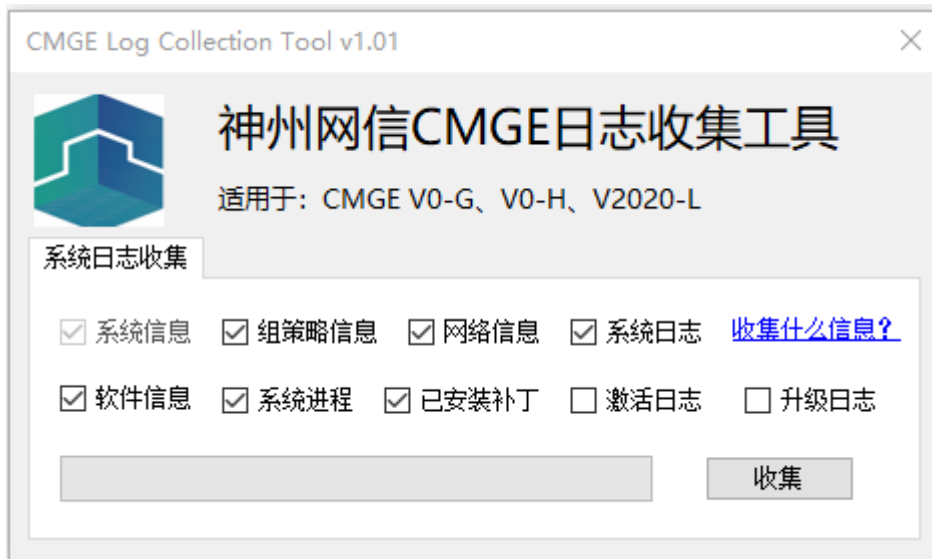 CMGE Log Collection Tool v1.01
神州网信CMGE日志收集工具
适用于：CMGE V0-G、V0-H、V2020-L
系统日志收集
系统信息 组策略信息 网络信息 系统日志 收集什么信息？
软件信息 系统进程 已安装补丁 激活日志 升级日志
收集